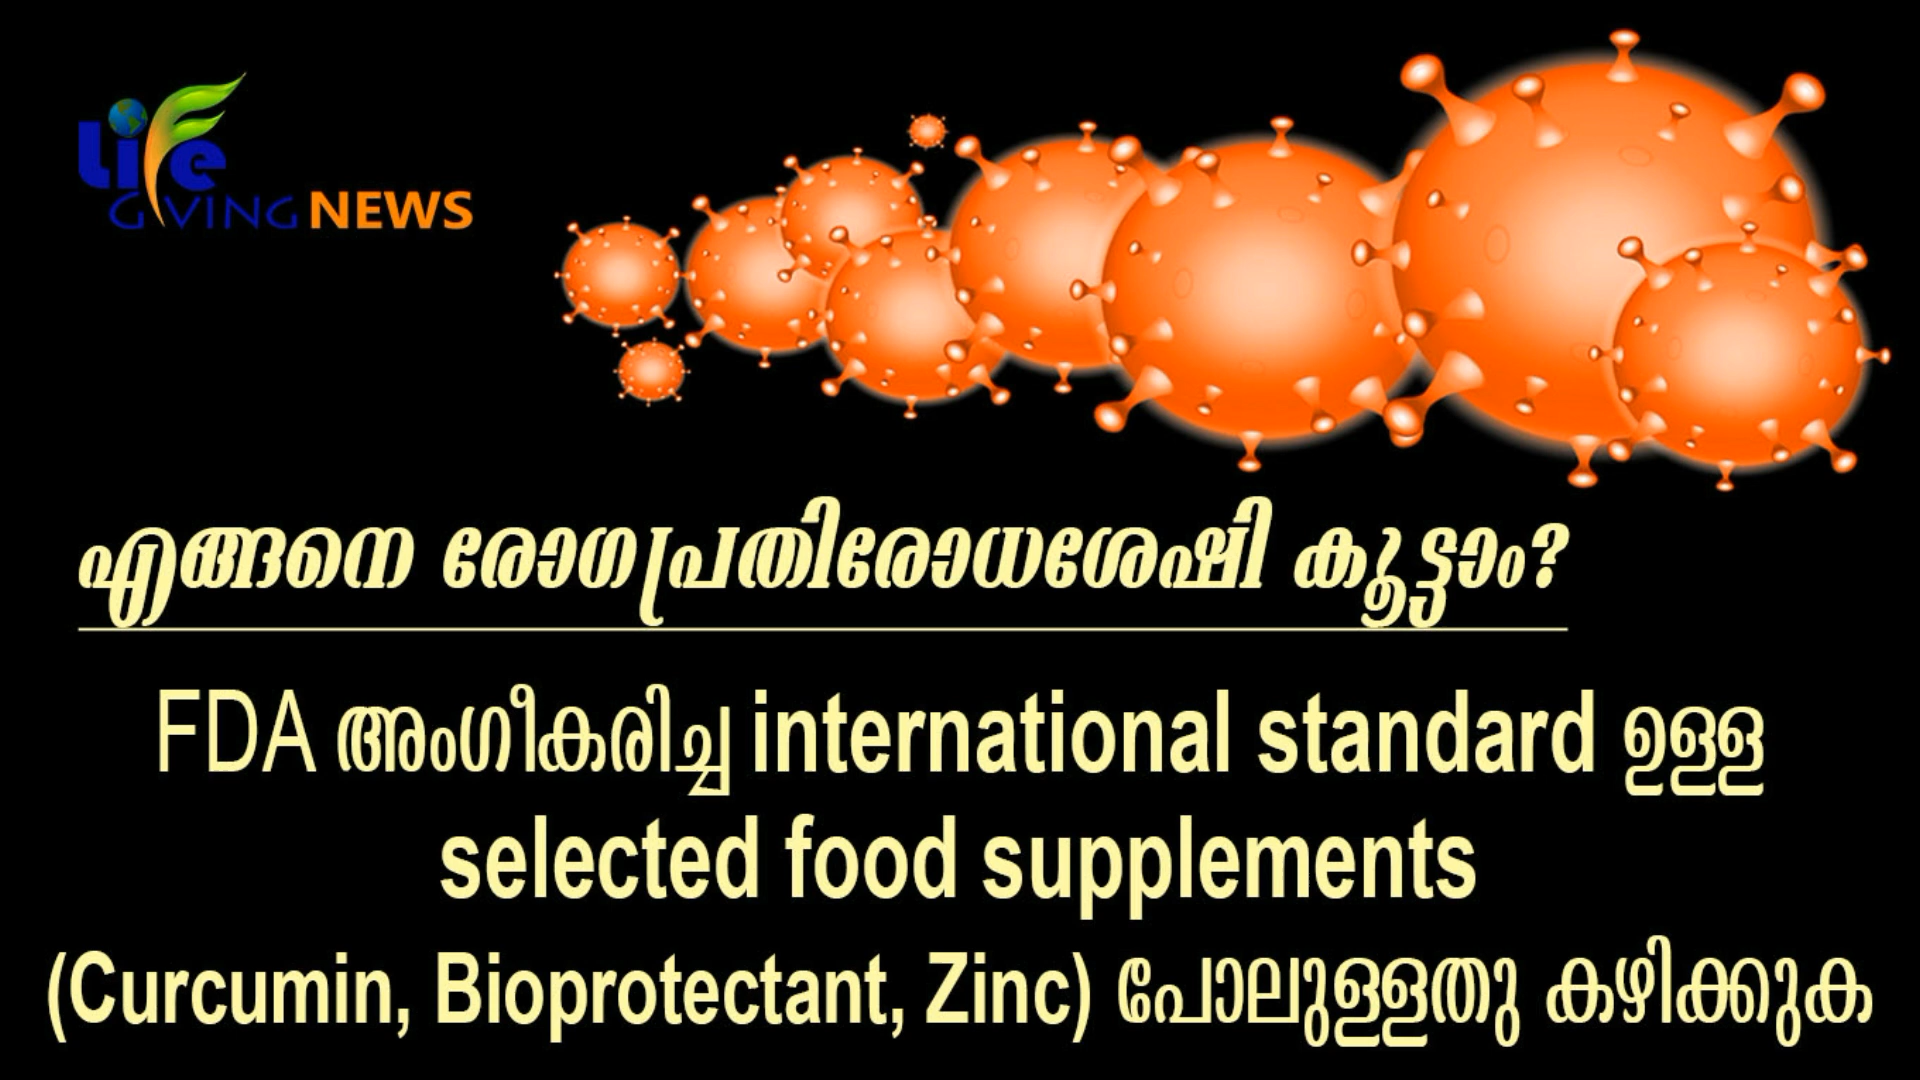 Life
GIVING NEWS
എങ്ങനെ രോഗപ്രതിരോധശേഷി കൂട്ടാം?
FDA അംഗീകരിച്ച international standard ഉള്ള
selected food supplements
(Curcumin, Bioprotectant, Zinc) പോലുള്ളതു കഴിക്കുക